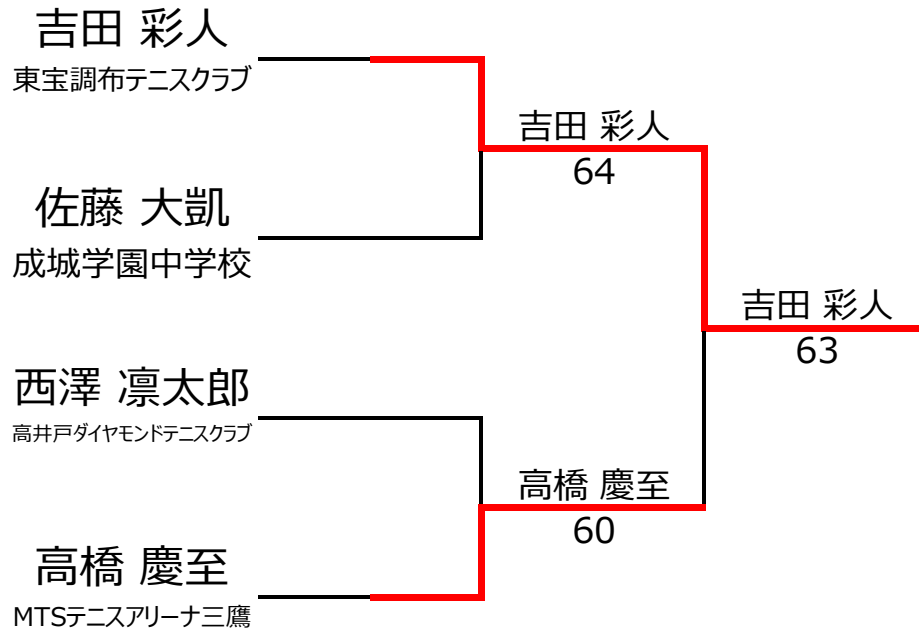 吉田 彩人
東宝調布テニスクラブ
吉田 彩人
64
佐藤 大凱
成城学園中学校
吉田 彩人
63
西澤 凛太郎
高井戸ダイヤモンドテニスクラブ
高橋 慶至
60
高橋 慶至
MTSテニスアリーナ三鷹